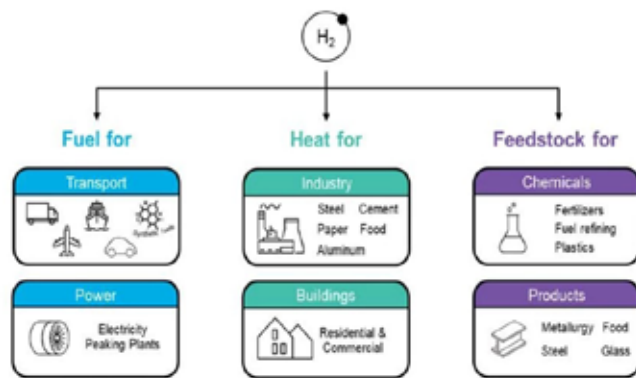 H2
Fuel for
Heat for
Feedstock for
Transport
Industry
Chemicals
Steel Cement
Paper Food
Aluminum
Fertilizers
Fuel refining
Plastics
Power
Buildings
Products
Electricity
Peaking Plants
Residential &
Commercial
Metallurgy Food
Steel Glass